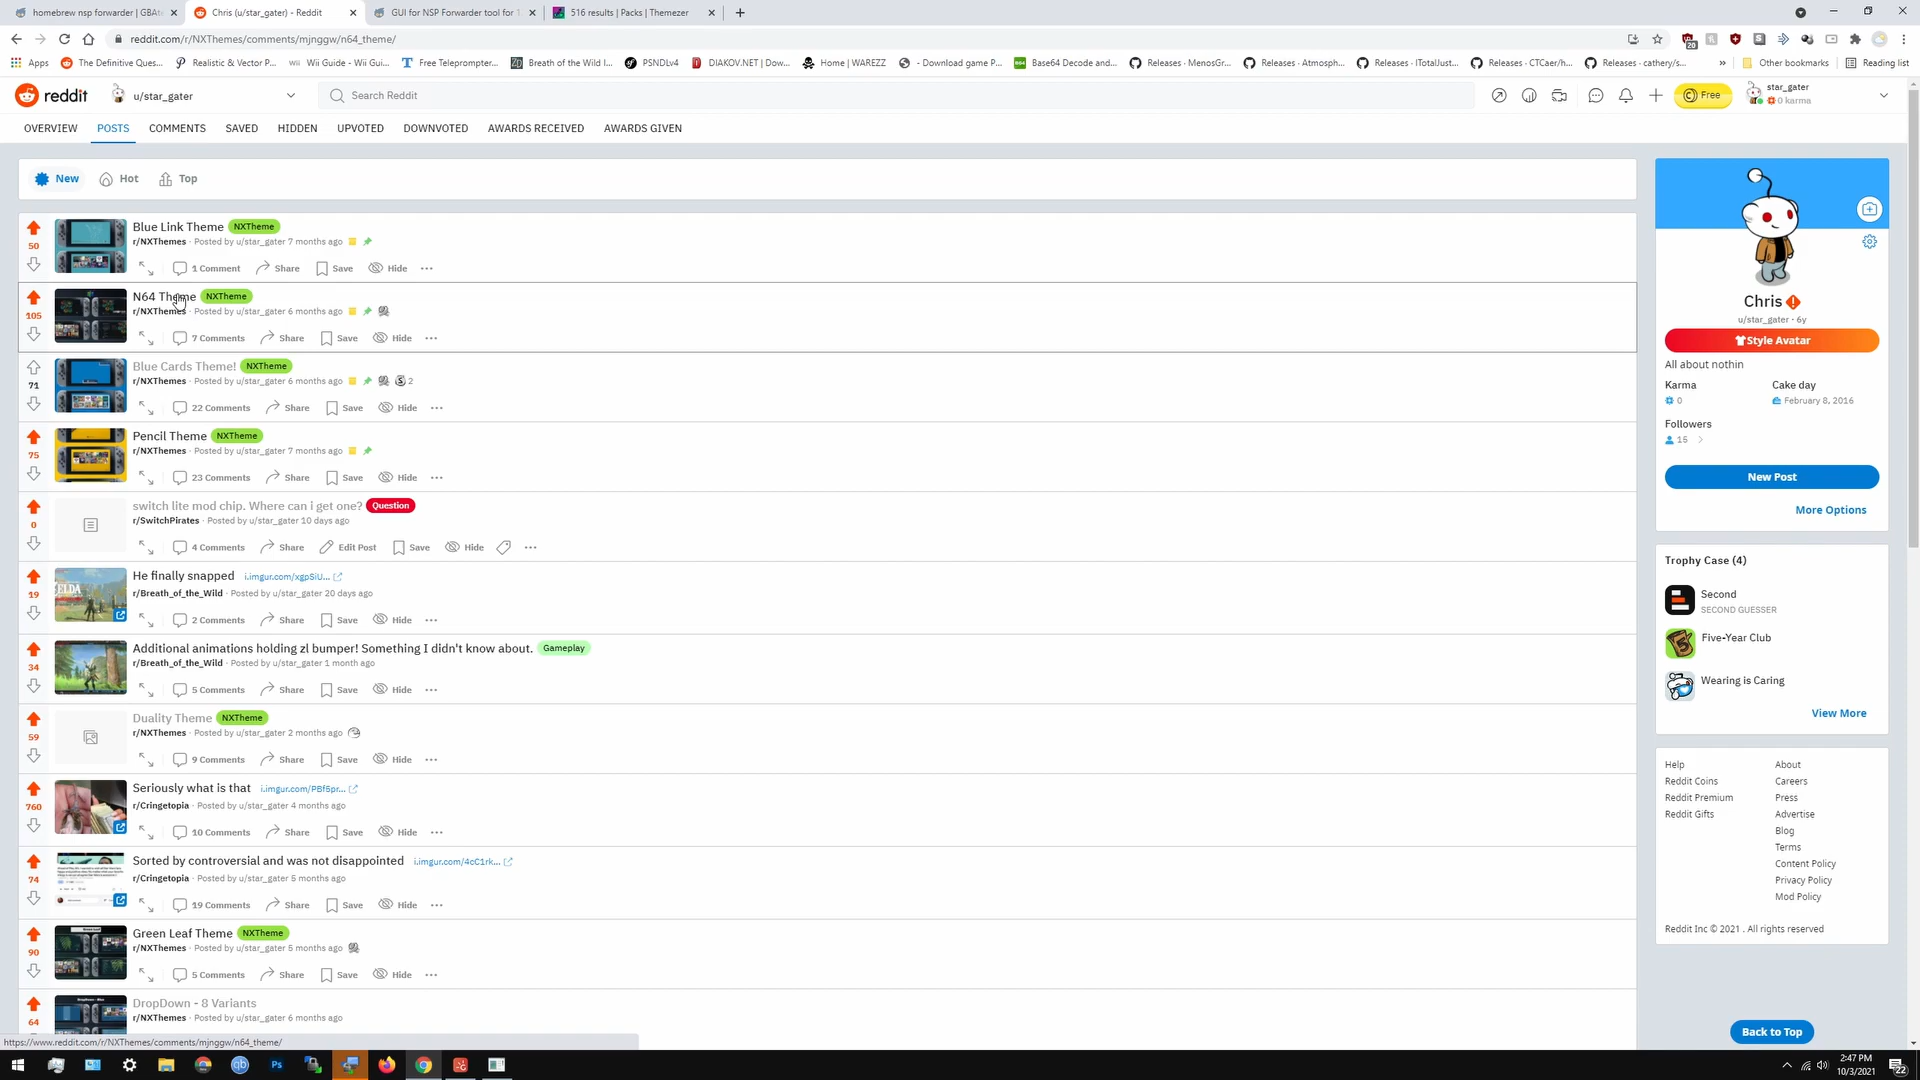 homebrew nsp forwarder | GBAte
Chris (u/star_gater) - Reddit
GUI for NSP Forwarder tool for 1
516 results | Packs | Themezer
reddit.com/r/NXThemes/comments/mjnggw/n64_theme/
20
Apps
The Definitive Ques...
Realistic & Vector P...
Wii Guide - Wii Gui...
Free Teleprompter...
Breath of the Wild I...
PSNDLv4
DIAKOV.NET | Dow...
Home | WAREZZ
- Download game P...
Base64 Decode and...
Releases · MenosGr...
Releases · Atmosph...
Releases · ITotalJust...
Releases · CTCaer/h...
Releases · cathery/s...
»
Other bookmarks
Reading list
reddit
u/star_gater
Search Reddit
Free
star_gater
0 karma
OVERVIEW POSTS COMMENTS SAVED HIDDEN UPVOTED DOWNVOTED AWARDS RECEIVED AWARDS GIVEN
New Hot Top
Blue Link Theme NXTheme
50
r/NXThemes · Posted by u/star_gater 7 months ago
1 Comment Share Save Hide
N64 Theme NXTheme
105
r/NXThemes · Posted by u/star_gater 6 months ago
7 Comments Share Save Hide
Blue Cards Theme! NXTheme
71
r/NXThemes · Posted by u/star_gater 6 months ago 2
22 Comments Share Save Hide
Pencil Theme NXTheme
75
r/NXThemes · Posted by u/star_gater 7 months ago
23 Comments Share Save Hide
switch lite mod chip. Where can i get one? Question
0
r/SwitchPirates · Posted by u/star_gater 10 days ago
4 Comments Share Edit Post Save Hide
He finally snapped i.imgur.com/xgpSiU...
19
r/Breath_of_the_Wild · Posted by u/star_gater 20 days ago
2 Comments Share Save Hide
Additional animations holding zl bumper! Something I didn't know about. Gameplay
34
r/Breath_of_the_Wild · Posted by u/star_gater 1 month ago
5 Comments Share Save Hide
Duality Theme NXTheme
59
r/NXThemes · Posted by u/star_gater 2 months ago
9 Comments Share Save Hide
Seriously what is that i.imgur.com/PBf5pr...
760
r/Cringetopia · Posted by u/star_gater 4 months ago
10 Comments Share Save Hide
Sorted by controversial and was not disappointed i.imgur.com/4cC1rk...
74
r/Cringetopia · Posted by u/star_gater 5 months ago
19 Comments Share Save Hide
Green Leaf Theme NXTheme
90
r/NXThemes · Posted by u/star_gater 5 months ago
5 Comments Share Save Hide
DropDown - 8 Variants
64
r/NXThemes · Posted by u/star_gater 6 months ago
Chris
u/star_gater · 6y
Style Avatar
All about nothin
Karma Cake day
0 February 8, 2016
Followers
15
New Post
More Options
Trophy Case (4)
Second
SECOND GUESSER
Five-Year Club
Wearing is Caring
View More
Help About
Reddit Coins Careers
Reddit Premium Press
Reddit Gifts Advertise
Blog
Terms
Content Policy
Privacy Policy
Mod Policy
Reddit Inc © 2021 . All rights reserved
Back to Top
https://www.reddit.com/r/NXThemes/comments/mjnggw/n64_theme/
qb
Ps
2:47 PM
10/3/2021
22